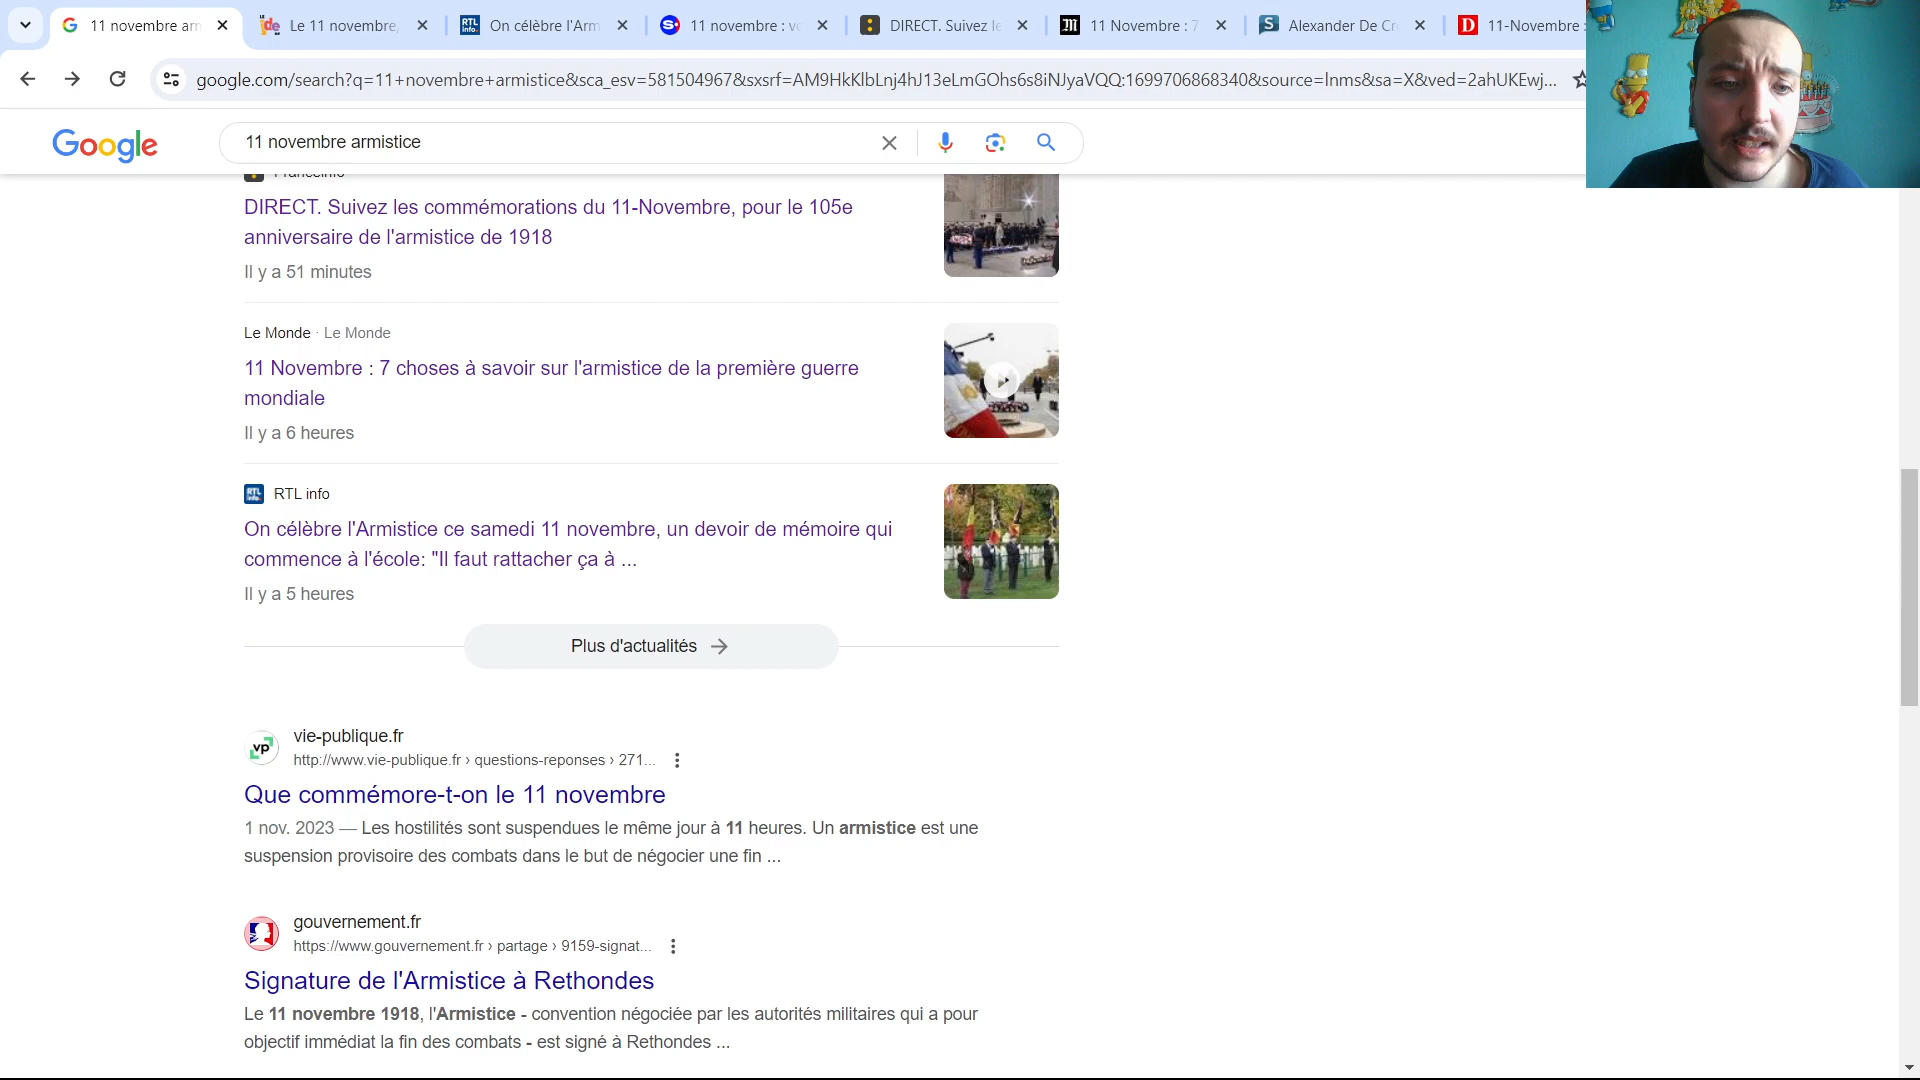 11 novembre arm
Le 11 novembre,
On célèbre l'Arm
11 novembre : vo
DIRECT. Suivez le
11 Novembre : 7
Alexander De Cr
11-Novembre :
google.com/search?q=11+novembre+armistice&sca_esv=581504967&sxsrf=AM9HkKlbLnj4hJ13eLmGOhs6s8iNJyaVQQ:1699706868340&source=lnms&sa=X&ved=2ahUKEwj...
Google
11 novembre armistice
Franceinfo
DIRECT. Suivez les commémorations du 11-Novembre, pour le 105e
anniversaire de l'armistice de 1918
Il y a 51 minutes
Le Monde · Le Monde
11 Novembre : 7 choses à savoir sur l'armistice de la première guerre
mondiale
Il y a 6 heures
RTL info
On célèbre l'Armistice ce samedi 11 novembre, un devoir de mémoire qui
commence à l'école: "Il faut rattacher ça à ...
Il y a 5 heures
Plus d'actualités
vp
vie-publique.fr
http://www.vie-publique.fr › questions-reponses › 271...
Que commémore-t-on le 11 novembre
1 nov. 2023 — Les hostilités sont suspendues le même jour à 11 heures. Un armistice est une
suspension provisoire des combats dans le but de négocier une fin ...
gouvernement.fr
https://www.gouvernement.fr › partage › 9159-signat...
Signature de l'Armistice à Rethondes
Le 11 novembre 1918, l'Armistice - convention négociée par les autorités militaires qui a pour
objectif immédiat la fin des combats - est signé à Rethondes ...